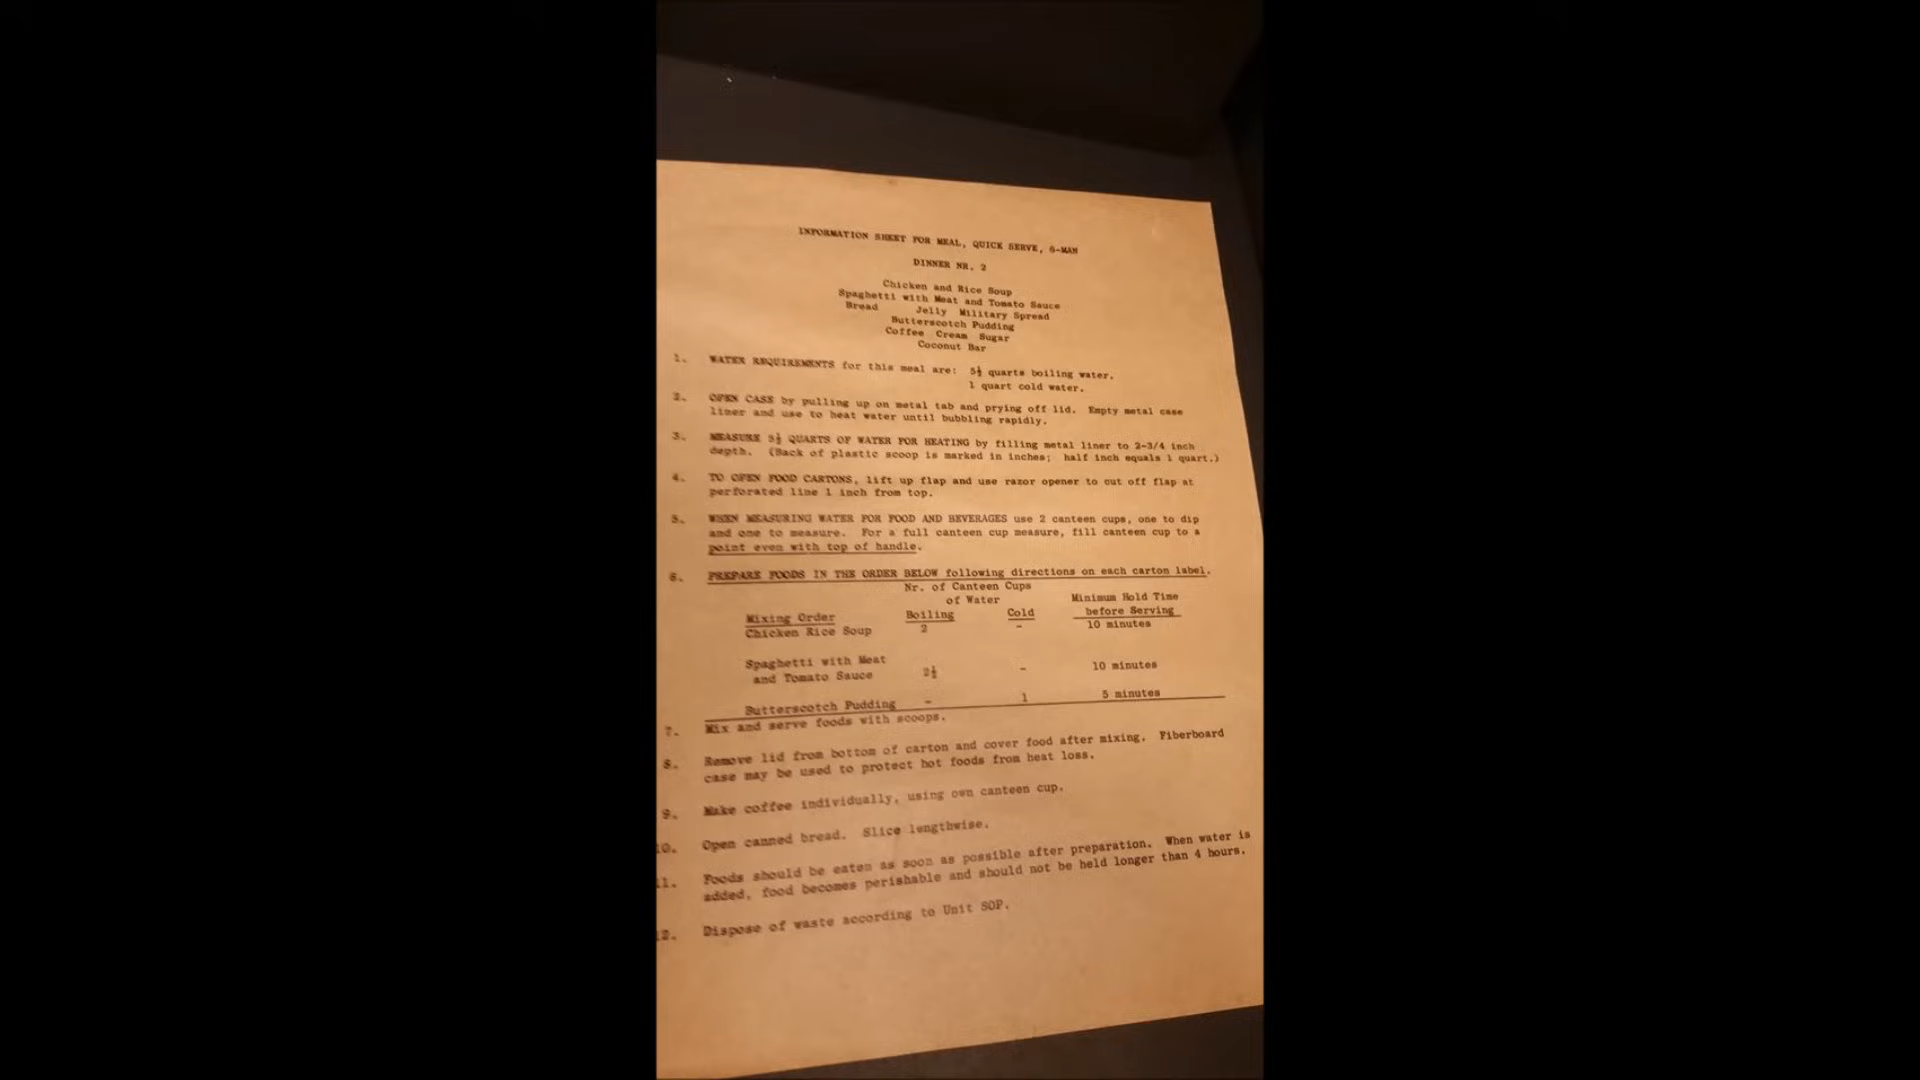 INFORMATION SHEET FOR MEAL, QUICK SERVE, 6-MAN
DINNER NR. 2
Chicken and Rice Soup
Spaghetti with Meat and Tomato Sauce
Bread Jelly Military Spread
Butterscotch Pudding
Coffee Cream Sugar
Coconut Bar
1. WATER REQUIREMENTS for this meal are: 5½ quarts boiling water.
1 quart cold water.
2. OPEN CASE by pulling up on metal tab and prying off lid. Empty metal case
liner and use to heat water until bubbling rapidly.
3. MEASURE 5½ QUARTS OF WATER FOR HEATING by filling metal liner to 2-3/4 inch
depth. (Back of plastic scoop is marked in inches; half inch equals 1 quart.)
4. TO OPEN FOOD CARTONS, lift up flap and use razor opener to cut off flap at
perforated line 1 inch from top.
5. WHEN MEASURING WATER FOR FOOD AND BEVERAGES use 2 canteen cups, one to dip
and one to measure. For a full canteen cup measure, fill canteen cup to a
point even with top of handle.
6. PREPARE FOODS IN THE ORDER BELOW following directions on each carton label.
Nr. of Canteen Cups
of Water Minimum Hold Time
Mixing Order Boiling Cold before Serving
Chicken Rice Soup 2 - 10 minutes
Spaghetti with Meat
and Tomato Sauce 2½ - 10 minutes
Butterscotch Pudding - 1 5 minutes
7. Mix and serve foods with scoops.
8. Remove lid from bottom of carton and cover food after mixing. Fiberboard
case may be used to protect hot foods from heat loss.
9. Make coffee individually, using own canteen cup.
10. Open canned bread. Slice lengthwise.
11. Foods should be eaten as soon as possible after preparation. When water is
added, food becomes perishable and should not be held longer than 4 hours.
12. Dispose of waste according to Unit SOP.